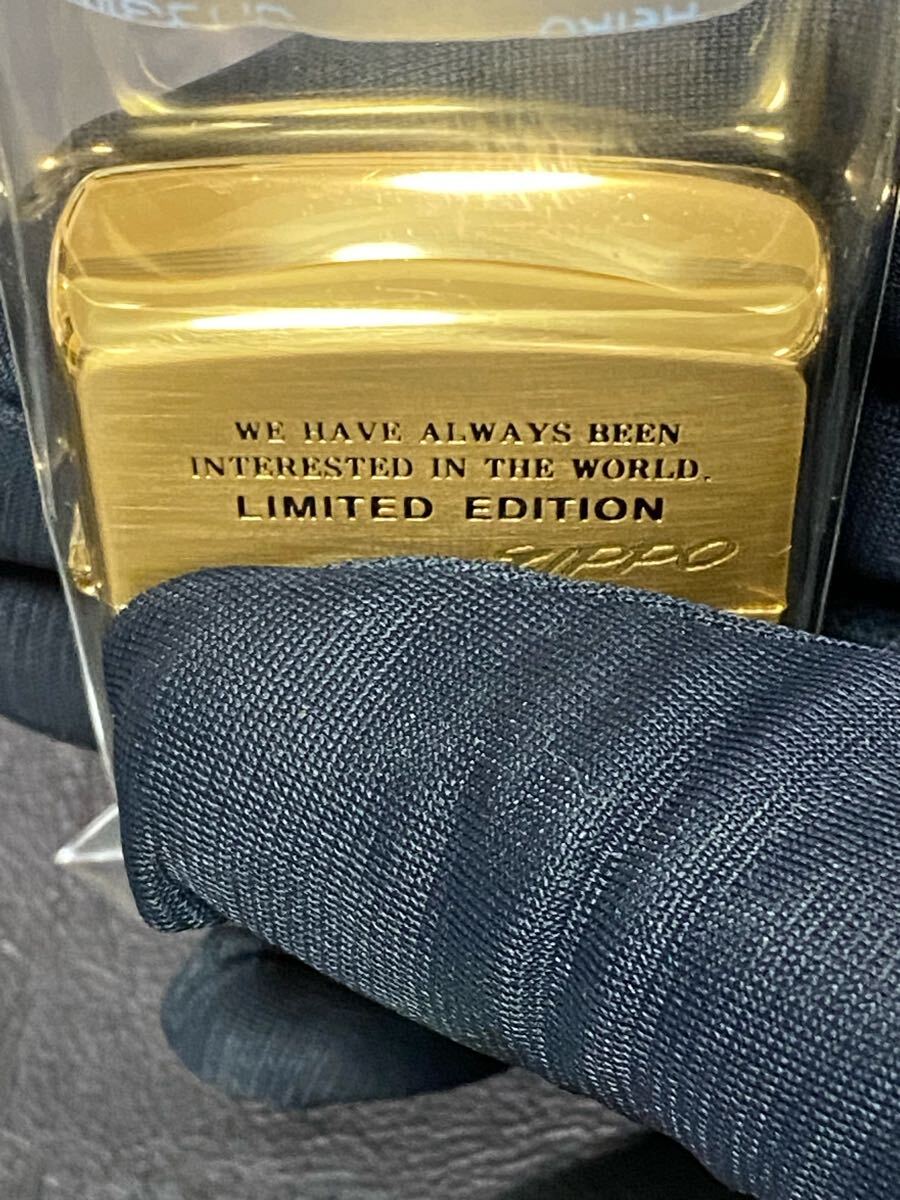 WE HAVE ALWAYS BEEN
INTERESTED IN THE WORLD.
LIMITED EDITION
ZIPPO